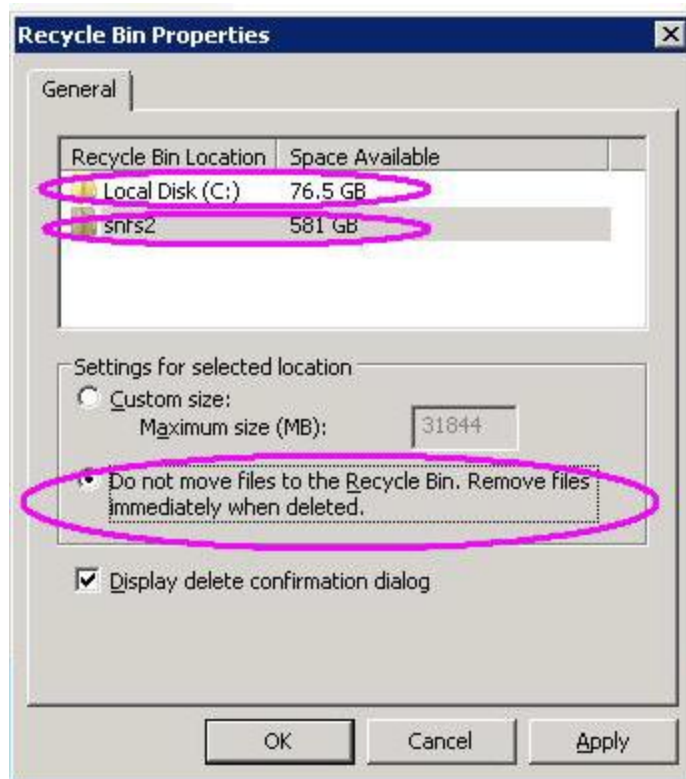 Recycle Bin Properties
General
Recycle Bin Location Space Available
Local Disk (C:) 76.5 GB
snfs2 581 GB
Settings for selected location
Custom size:
Maximum size (MB): 31844
Do not move files to the Recycle Bin. Remove files
immediately when deleted.
Display delete confirmation dialog
OK Cancel Apply